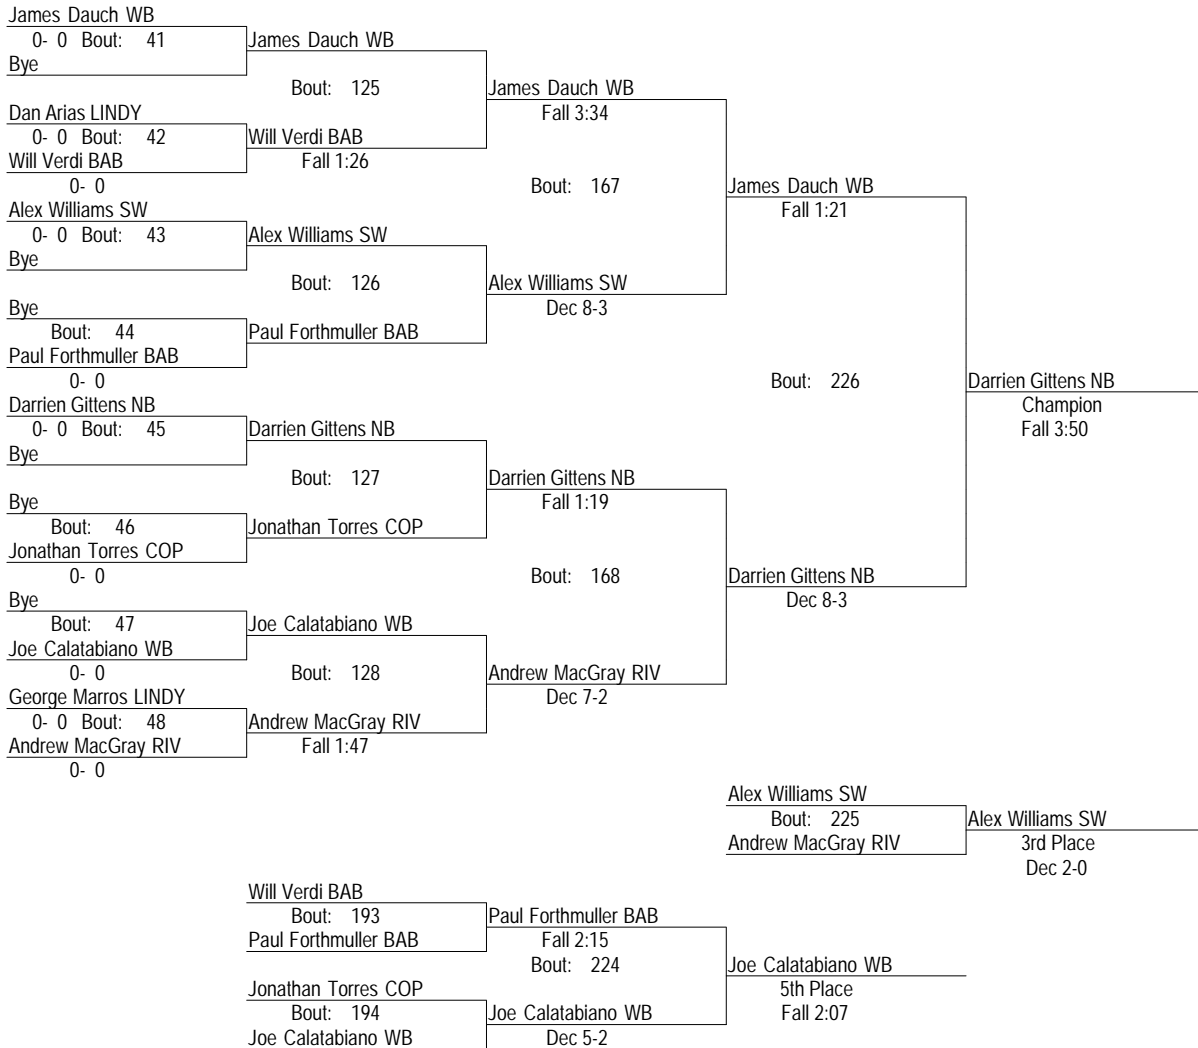 James Dauch WB
0- 0 Bout: 41
Bye
James Dauch WB
Bout: 125
Dan Arias LINDY
0- 0 Bout: 42
Will Verdi BAB
0- 0
Will Verdi BAB
Fall 1:26
James Dauch WB
Fall 3:34
Bout: 167
Alex Williams SW
0- 0 Bout: 43
Bye
Alex Williams SW
Bout: 126
Bye
Bout: 44
Paul Forthmuller BAB
0- 0
Paul Forthmuller BAB
Alex Williams SW
Dec 8-3
James Dauch WB
Fall 1:21
Bout: 226
Darrien Gittens NB
0- 0 Bout: 45
Bye
Darrien Gittens NB
Bout: 127
Bye
Bout: 46
Jonathan Torres COP
0- 0
Jonathan Torres COP
Darrien Gittens NB
Fall 1:19
Bout: 168
Bye
Bout: 47
Joe Calatabiano WB
0- 0
Joe Calatabiano WB
Bout: 128
George Marros LINDY
0- 0 Bout: 48
Andrew MacGray RIV
0- 0
Andrew MacGray RIV
Fall 1:47
Andrew MacGray RIV
Dec 7-2
Darrien Gittens NB
Dec 8-3
Darrien Gittens NB
Champion
Fall 3:50
Alex Williams SW
Bout: 225
Andrew MacGray RIV
Alex Williams SW
3rd Place
Dec 2-0
Will Verdi BAB
Bout: 193
Paul Forthmuller BAB
Paul Forthmuller BAB
Fall 2:15
Bout: 224
Jonathan Torres COP
Bout: 194
Joe Calatabiano WB
Joe Calatabiano WB
Dec 5-2
Joe Calatabiano WB
5th Place
Fall 2:07